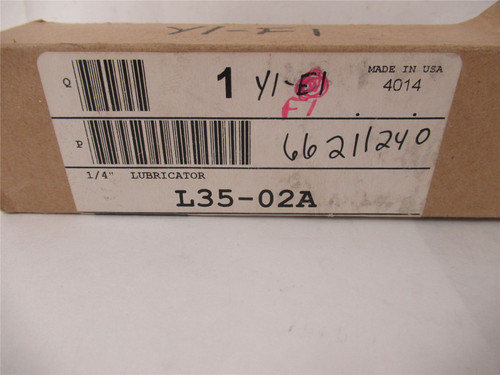 Y1-E1
Q 1 Y1-E1 MADE IN USA
F1 4014
P 66211240
1/4" LUBRICATOR
L35-02A